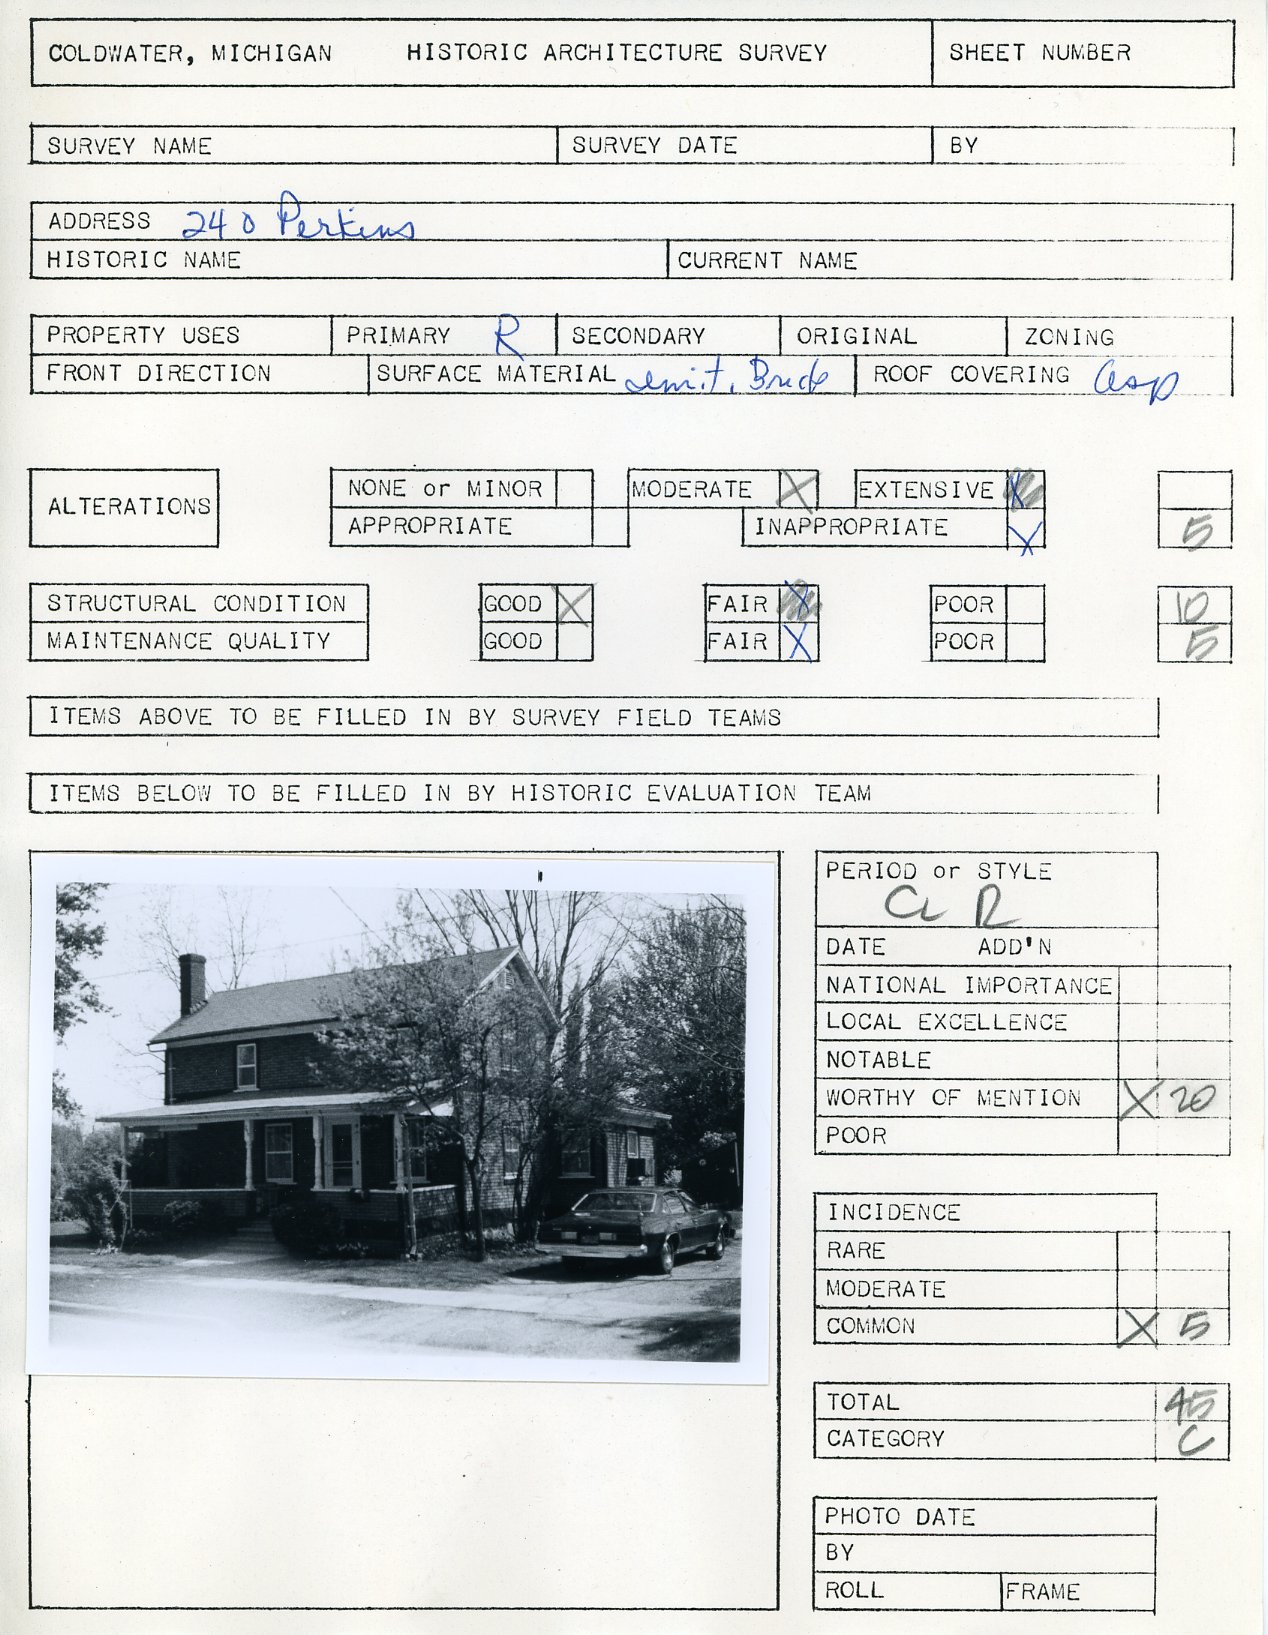 COLDWATER, MICHIGAN HISTORIC ARCHITECTURE SURVEY SHEET NUMBER
SURVEY NAME SURVEY DATE BY
ADDRESS 240 Perkins
HISTORIC NAME CURRENT NAME
PROPERTY USES PRIMARY R SECONDARY ORIGINAL ZONING
FRONT DIRECTION SURFACE MATERIAL imit. Brick ROOF COVERING asp
ALTERATIONS NONE or MINOR MODERATE X EXTENSIVE X
APPROPRIATE INAPPROPRIATE X 5
STRUCTURAL CONDITION GOOD X FAIR X POOR 10
MAINTENANCE QUALITY GOOD FAIR X POOR 5
ITEMS ABOVE TO BE FILLED IN BY SURVEY FIELD TEAMS
ITEMS BELOW TO BE FILLED IN BY HISTORIC EVALUATION TEAM
PERIOD or STYLE
R
DATE ADD'N
NATIONAL IMPORTANCE
LOCAL EXCELLENCE
NOTABLE
WORTHY OF MENTION X 20
POOR
INCIDENCE
RARE
MODERATE
COMMON X 5
TOTAL 45
CATEGORY C
PHOTO DATE
BY
ROLL FRAME